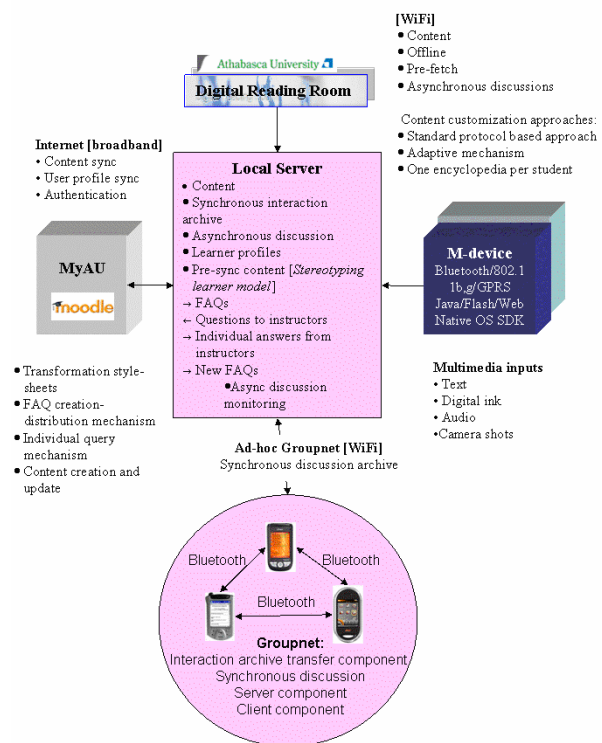 Athabasca University
Digital Reading Room
[WiFi]
• Content
• Offline
• Pre-fetch
• Asynchronous discussions
Content customization approaches:
• Standard protocol based approach
• Adaptive mechanism
• One encyclopedia per student
Internet [broadband]
• Content sync
• User profile sync
• Authentication
Local Server
• Content
• Synchronous interaction
archive
• Asynchronous discussion
• Learner profiles
• Pre-sync content [Stereotyping
learner model]
→ FAQs
← Questions to instructors
→ Individual answers from
instructors
→ New FAQs
• Async discussion
monitoring
MyAU
moodle
M-device
Bluetooth/802.1
1b,g/GPRS
Java/Flash/Web
Native OS SDK
• Transformation style-
sheets
• FAQ creation-
distribution mechanism
• Individual query
mechanism
• Content creation and
update
Multimedia inputs
• Text
• Digital ink
• Audio
• Camera shots
Ad-hoc Groupnet [WiFi]
Synchronous discussion archive
Bluetooth
Bluetooth
Bluetooth
Groupnet:
Interaction archive transfer component
Synchronous discussion
Server component
Client component